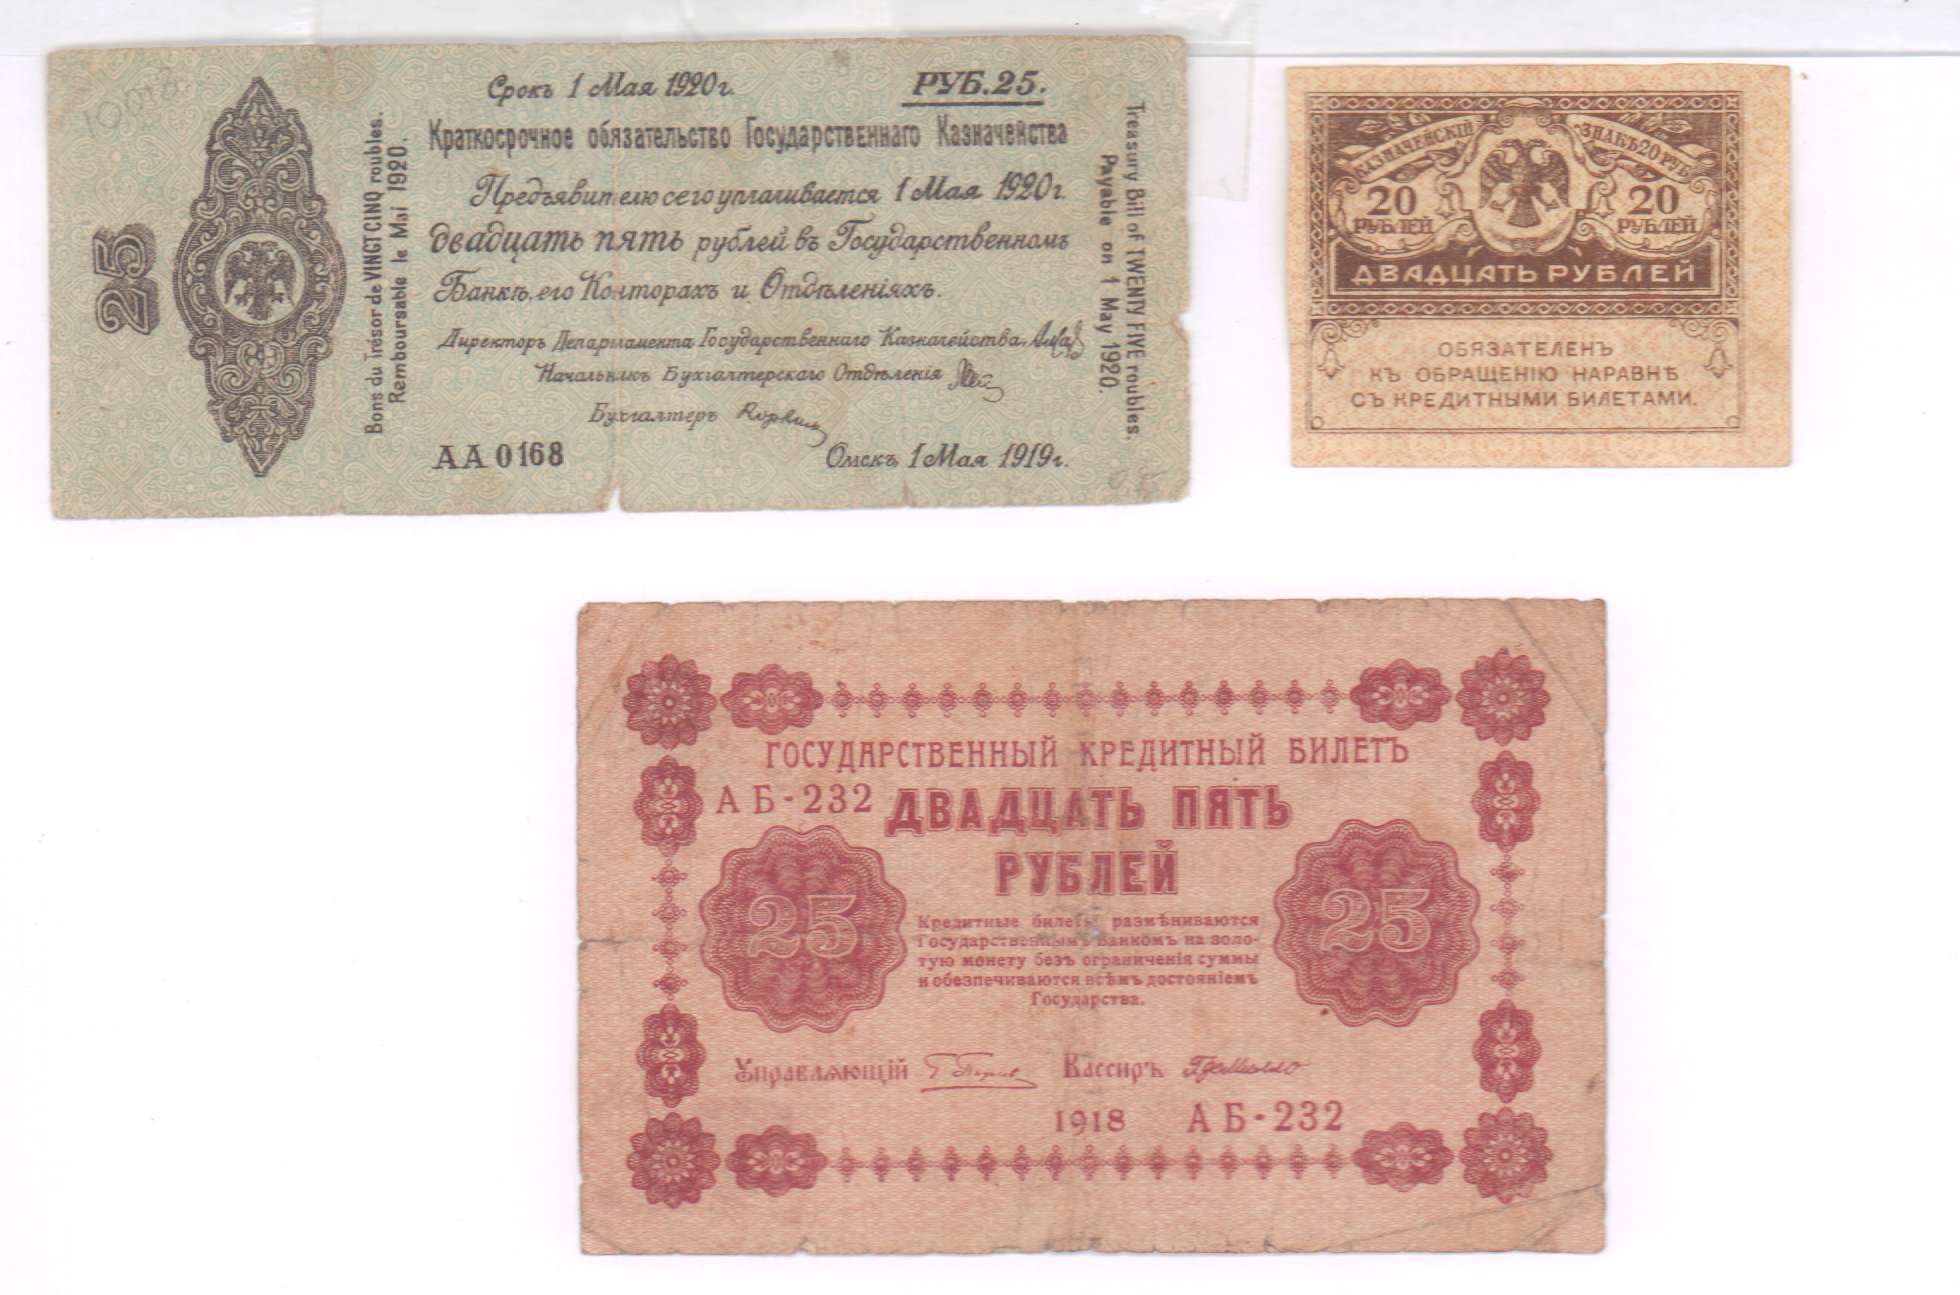 Срокъ 1 Мая 1920 г.
РУБ. 25.
Краткосрочное обязательство Государственнаго Казначейства
Предъявителю сего уплачивается 1 Мая 1920 г.
двадцать пять рублей въ Государственномъ
Банкѣ, его Конторахъ и Отдѣленіяхъ.
Директоръ Департамента Государственнаго Казначейства,
Начальникъ Бухгалтерскаго Отдѣленія
Бухгалтеръ
АА 0168
Омскъ 1 Мая 1919 г.
25
Bons du Trésor de VINGT CINQ roubles.
Remboursable le Mai 1920.
Treasury Bill of TWENTY FIVE roubles.
Payable on 1 May 1920.
КАЗНАЧЕЙСКІЙ ЗНАКЪ 20 РУБ.
20 20
РУБЛЕЙ РУБЛЕЙ
ДВАДЦАТЬ РУБЛЕЙ
ОБЯЗАТЕЛЕНЪ
КЪ ОБРАЩЕНІЮ НАРАВНѢ
СЪ КРЕДИТНЫМИ БИЛЕТАМИ.
ГОСУДАРСТВЕННЫЙ КРЕДИТНЫЙ БИЛЕТЪ
АБ-232
ДВАДЦАТЬ ПЯТЬ
РУБЛЕЙ
25 25
Кредитные билеты размѣниваются
Государственнымъ Банкомъ на золо-
тую монету безъ ограниченія суммы
и обезпечиваются всѣмъ достояніемъ
Государства.
Управляющій Кассиръ
1918 АБ-232